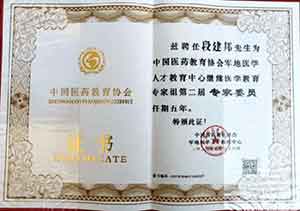 中国医药教育协会
证书
CERTIFICATE
兹聘任段建邦先生为
中国医药教育协会军地医学
人才教育中心继续医学教育
专家组第二届专家委员
任期五年。
特颁此证!